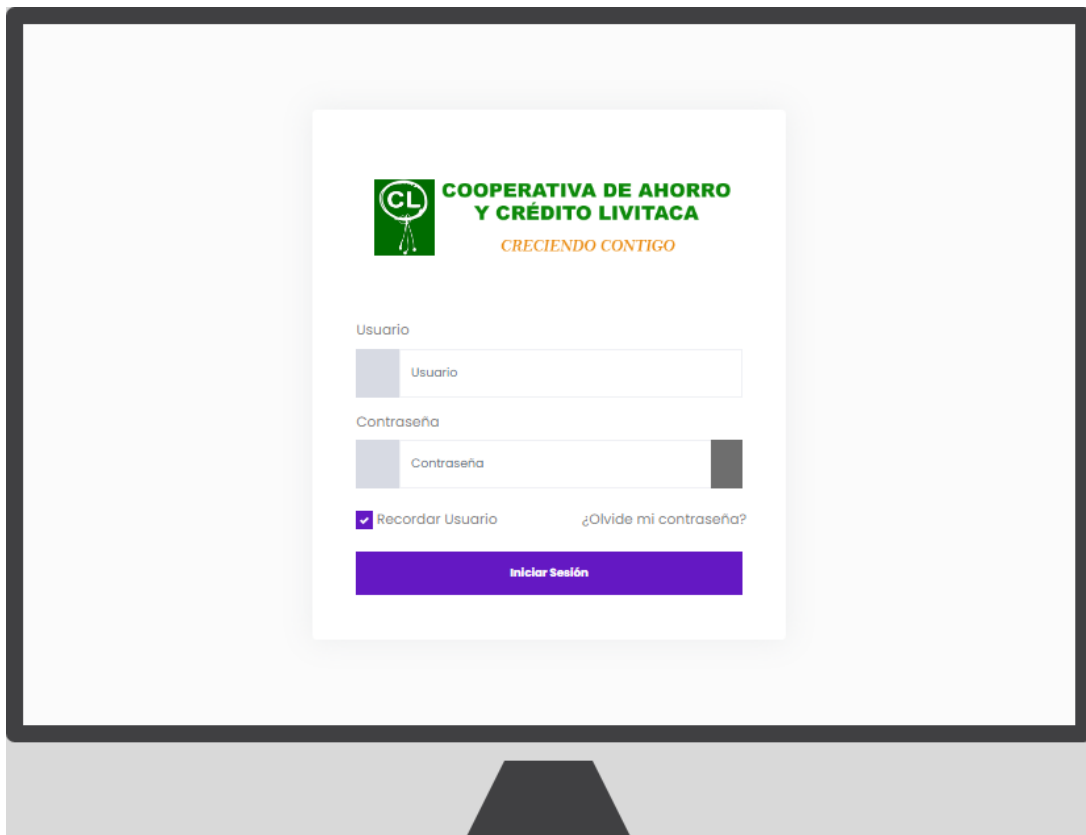 CL
COOPERATIVA DE AHORRO
Y CRÉDITO LIVITACA
CRECIENDO CONTIGO
Usuario
Usuario
Contraseña
Contraseña
Recordar Usuario
¿Olvide mi contraseña?
Iniciar Sesión